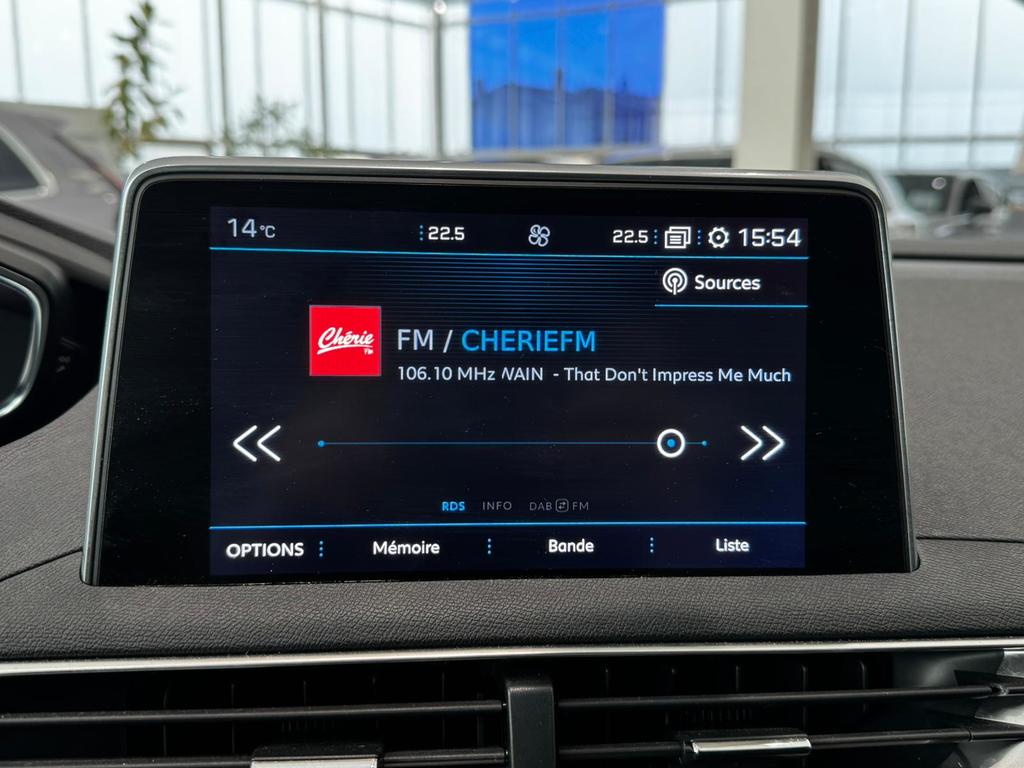 14°C 22.5 22.5 15:54
Sources
Chérie FM
FM / CHERIEFM
106.10 MHz WAIN - That Don't Impress Me Much
RDS INFO DAB FM
OPTIONS Mémoire Bande Liste